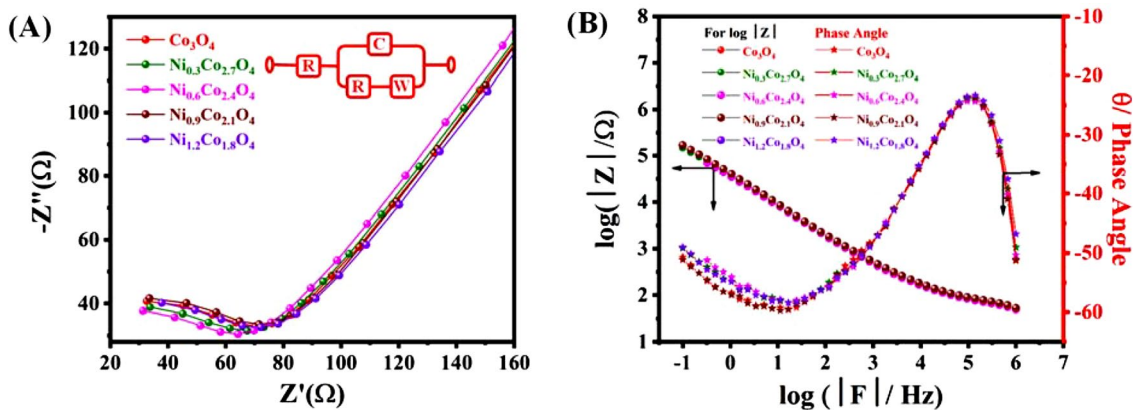 (A)
120
100
80
60
40
20
40
60
80
100
120
140
160
-Z''(Ω)
Z'(Ω)
Co₃O₄
Ni₀.₃Co₂.₇O₄
Ni₀.₆Co₂.₄O₄
Ni₀.₉Co₂.₁O₄
Ni₁.₂Co₁.₈O₄
R
C
R
W
(B)
8
7
6
5
4
3
2
1
-1
0
1
2
3
4
5
6
7
-10
-20
-30
-40
-50
-60
log(|Z|/Ω)
log (|F|/ Hz)
θ/ Phase Angle
For log |Z|
Co₃O₄
Ni₀.₃Co₂.₇O₄
Ni₀.₆Co₂.₄O₄
Ni₀.₉Co₂.₁O₄
Ni₁.₂Co₁.₈O₄
Phase Angle
Co₃O₄
Ni₀.₃Co₂.₇O₄
Ni₀.₆Co₂.₄O₄
Ni₀.₉Co₂.₁O₄
Ni₁.₂Co₁.₈O₄